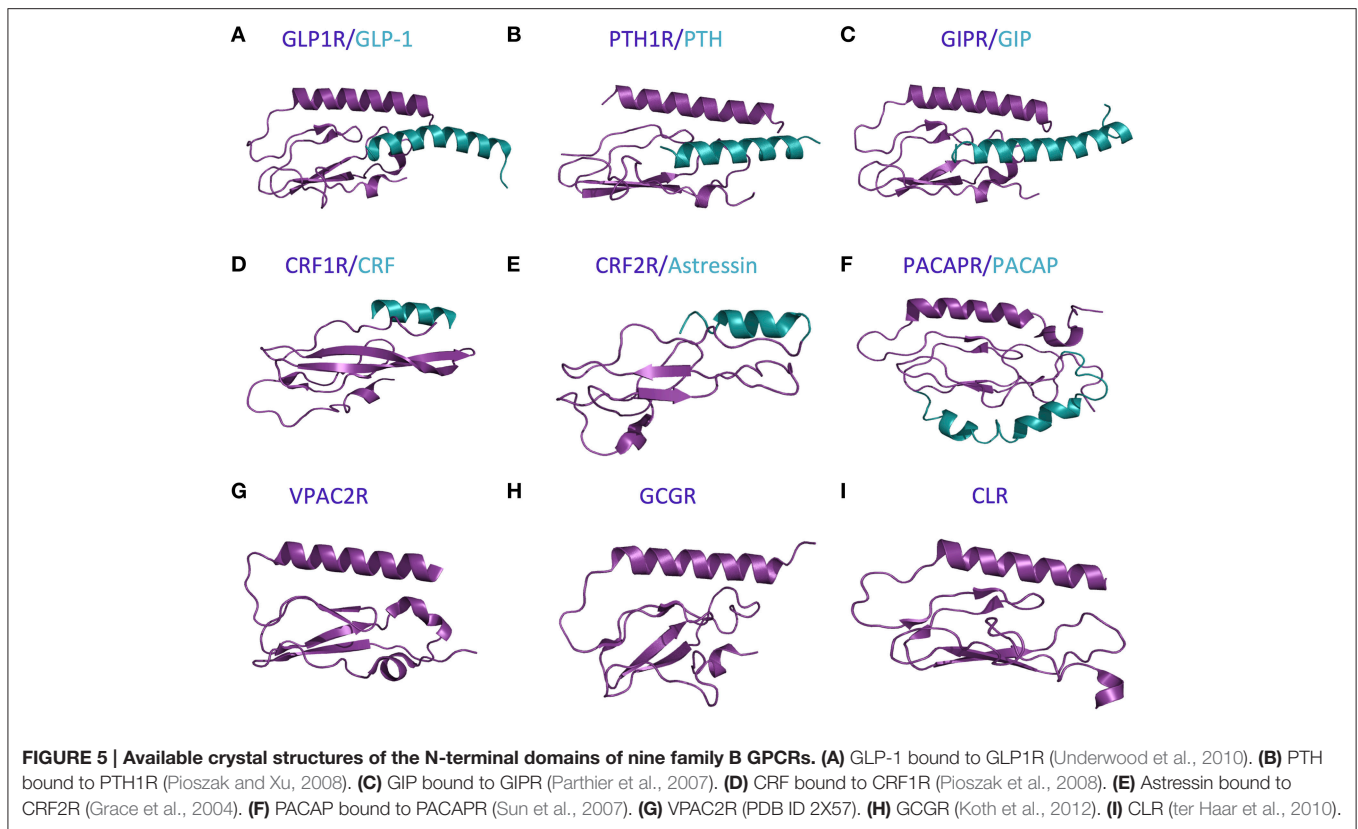 A GLP1R/GLP-1
B PTH1R/PTH
C GIPR/GIP
D CRF1R/CRF
E CRF2R/Astressin
F PACAPR/PACAP
G VPAC2R
H GCGR
I CLR
FIGURE 5 | Available crystal structures of the N-terminal domains of nine family B GPCRs. (A) GLP-1 bound to GLP1R (Underwood et al., 2010). (B) PTH
bound to PTH1R (Pioszak and Xu, 2008). (C) GIP bound to GIPR (Parthier et al., 2007). (D) CRF bound to CRF1R (Pioszak et al., 2008). (E) Astressin bound to
CRF2R (Grace et al., 2004). (F) PACAP bound to PACAPR (Sun et al., 2007). (G) VPAC2R (PDB ID 2X57). (H) GCGR (Koth et al., 2012). (I) CLR (ter Haar et al., 2010).